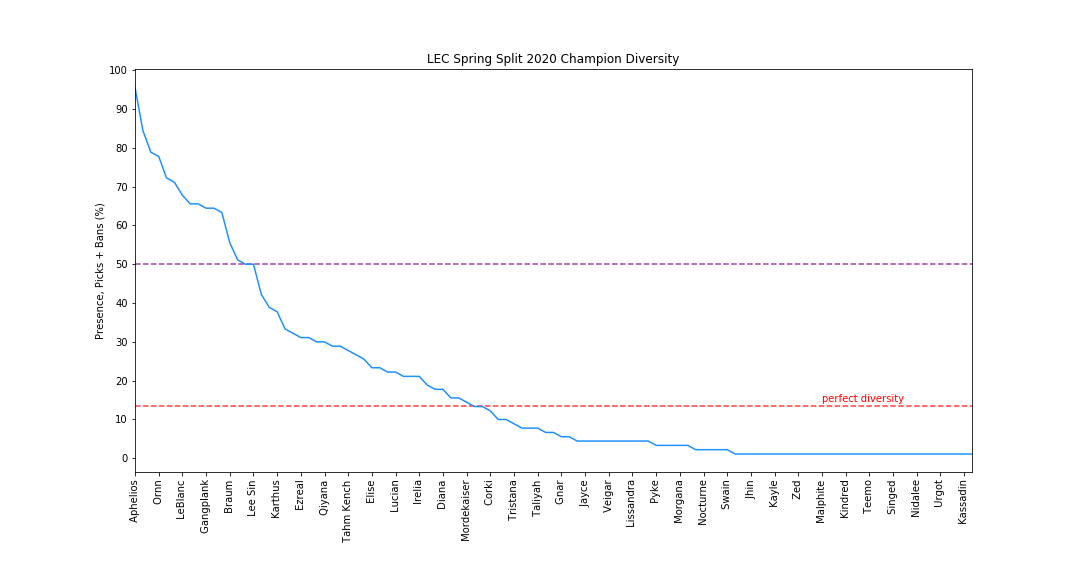 LEC Spring Split 2020 Champion Diversity
Presence, Picks + Bans (%)
100
90
80
70
60
50
40
30
20
10
0
perfect diversity
Aphelios
Ornn
LeBlanc
Gangplank
Braum
Lee Sin
Karthus
Ezreal
Qiyana
Tahm Kench
Elise
Lucian
Irelia
Diana
Mordekaiser
Corki
Tristana
Taliyah
Gnar
Jayce
Veigar
Lissandra
Pyke
Morgana
Nocturne
Swain
Jhin
Kayle
Zed
Malphite
Kindred
Teemo
Singed
Nidalee
Urgot
Kassadin